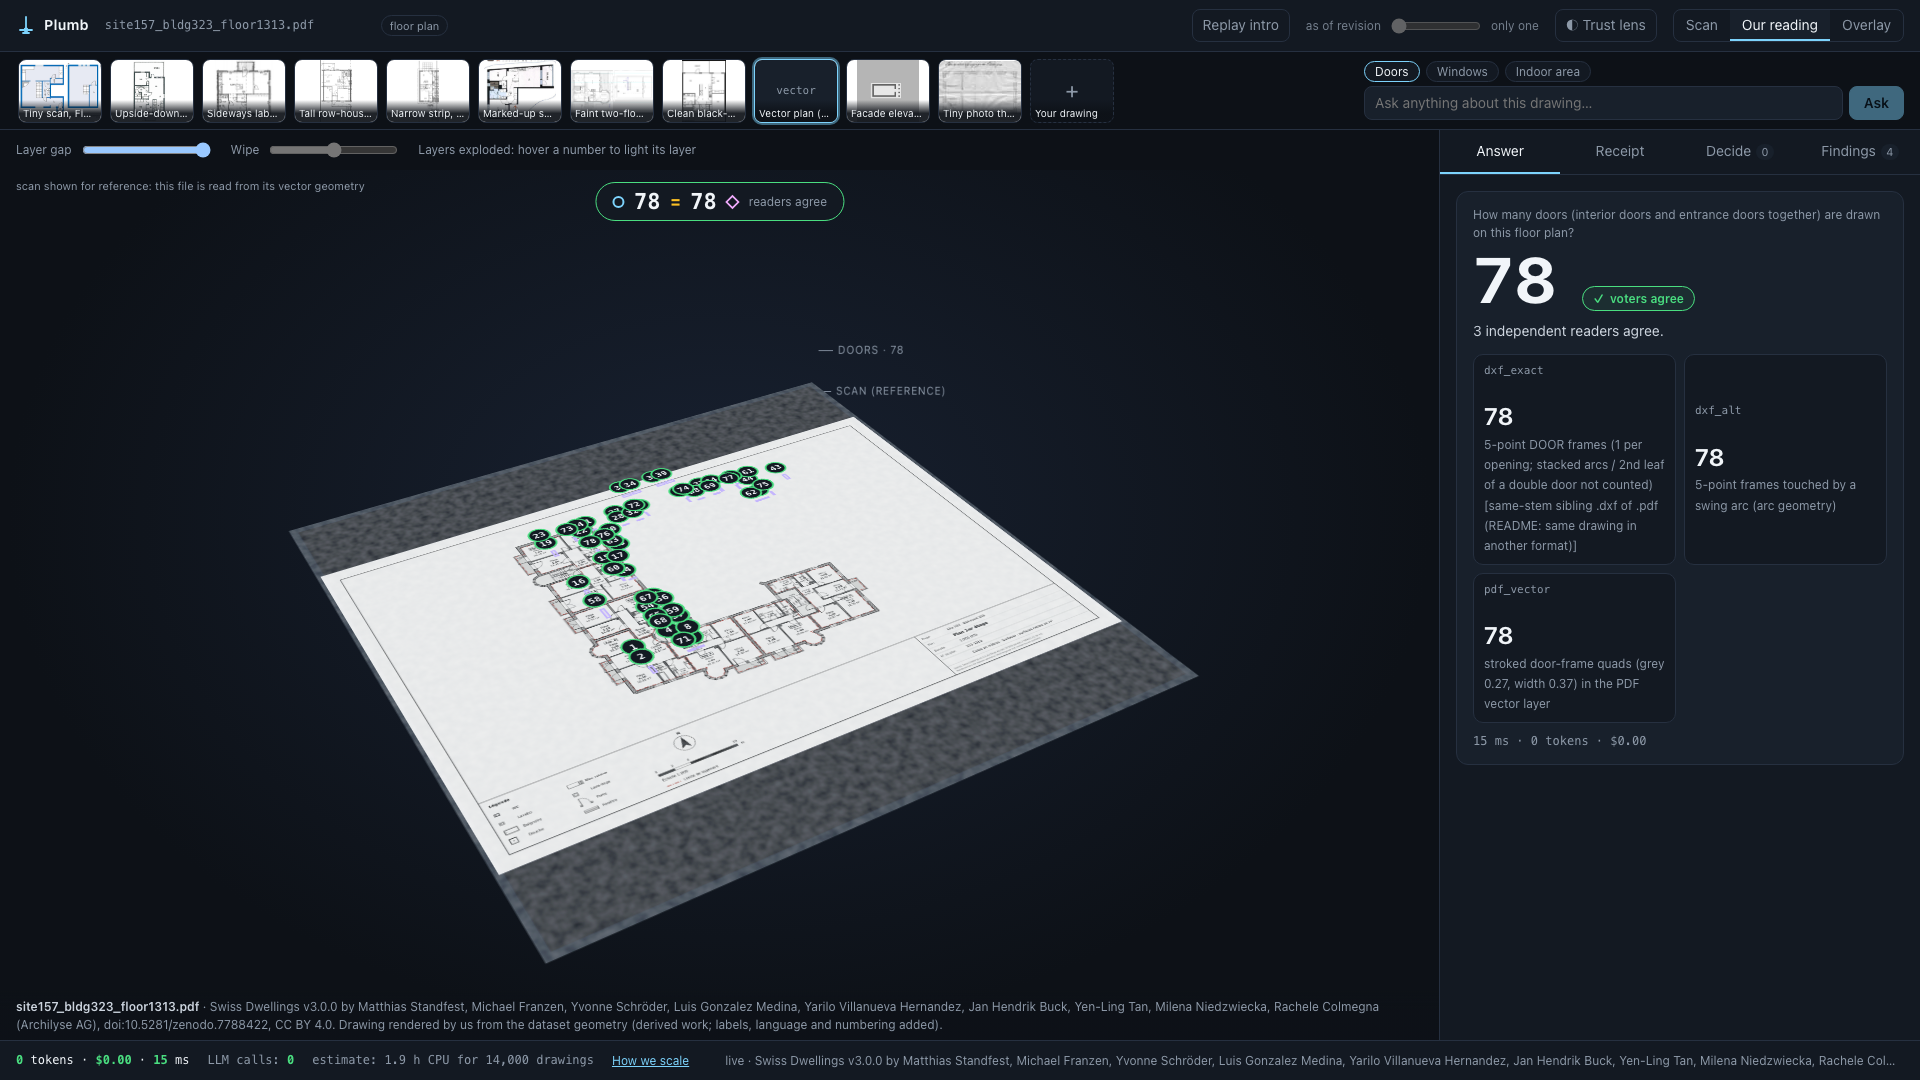 Plumb site157_bldg323_floor1313.pdf floor plan Replay intro as of revision only one Trust lens Scan Our reading Overlay
Tiny scan, Fl... Upside-down... Sideways lab... Tall row-hous... Narrow strip, ... Marked-up s... Faint two-flo... Clean black-... vector Vector plan (... Facade eleva... Tiny photo th... + Your drawing
Doors Windows Indoor area
Ask anything about this drawing... Ask
Layer gap Wipe Layers exploded: hover a number to light its layer
scan shown for reference: this file is read from its vector geometry
78 = 78 readers agree
DOORS · 78
SCAN (REFERENCE)
Answer Receipt Decide 0 Findings 4
How many doors (interior doors and entrance doors together) are drawn
on this floor plan?
78 ✓ voters agree
3 independent readers agree.
dxf_exact
78
5-point DOOR frames (1 per
opening; stacked arcs / 2nd leaf
of a double door not counted)
[same-stem sibling .dxf of .pdf
(README: same drawing in
another format)]
dxf_alt
78
5-point frames touched by a
swing arc (arc geometry)
pdf_vector
78
stroked door-frame quads (grey
0.27, width 0.37) in the PDF
vector layer
15 ms · 0 tokens · $0.00
site157_bldg323_floor1313.pdf · Swiss Dwellings v3.0.0 by Matthias Standfest, Michael Franzen, Yvonne Schröder, Luis Gonzalez Medina, Yarilo Villanueva Hernandez, Jan Hendrik Buck, Yen-Ling Tan, Milena Niedzwiecka, Rachele Colmegna
(Archilyse AG), doi:10.5281/zenodo.7788422, CC BY 4.0. Drawing rendered by us from the dataset geometry (derived work; labels, language and numbering added).
0 tokens · $0.00 · 15 ms LLM calls: 0 estimate: 1.9 h CPU for 14,000 drawings How we scale live · Swiss Dwellings v3.0.0 by Matthias Standfest, Michael Franzen, Yvonne Schröder, Luis Gonzalez Medina, Yarilo Villanueva Hernandez, Jan Hendrik Buck, Yen-Ling Tan, Milena Niedzwiecka, Rachele Col...